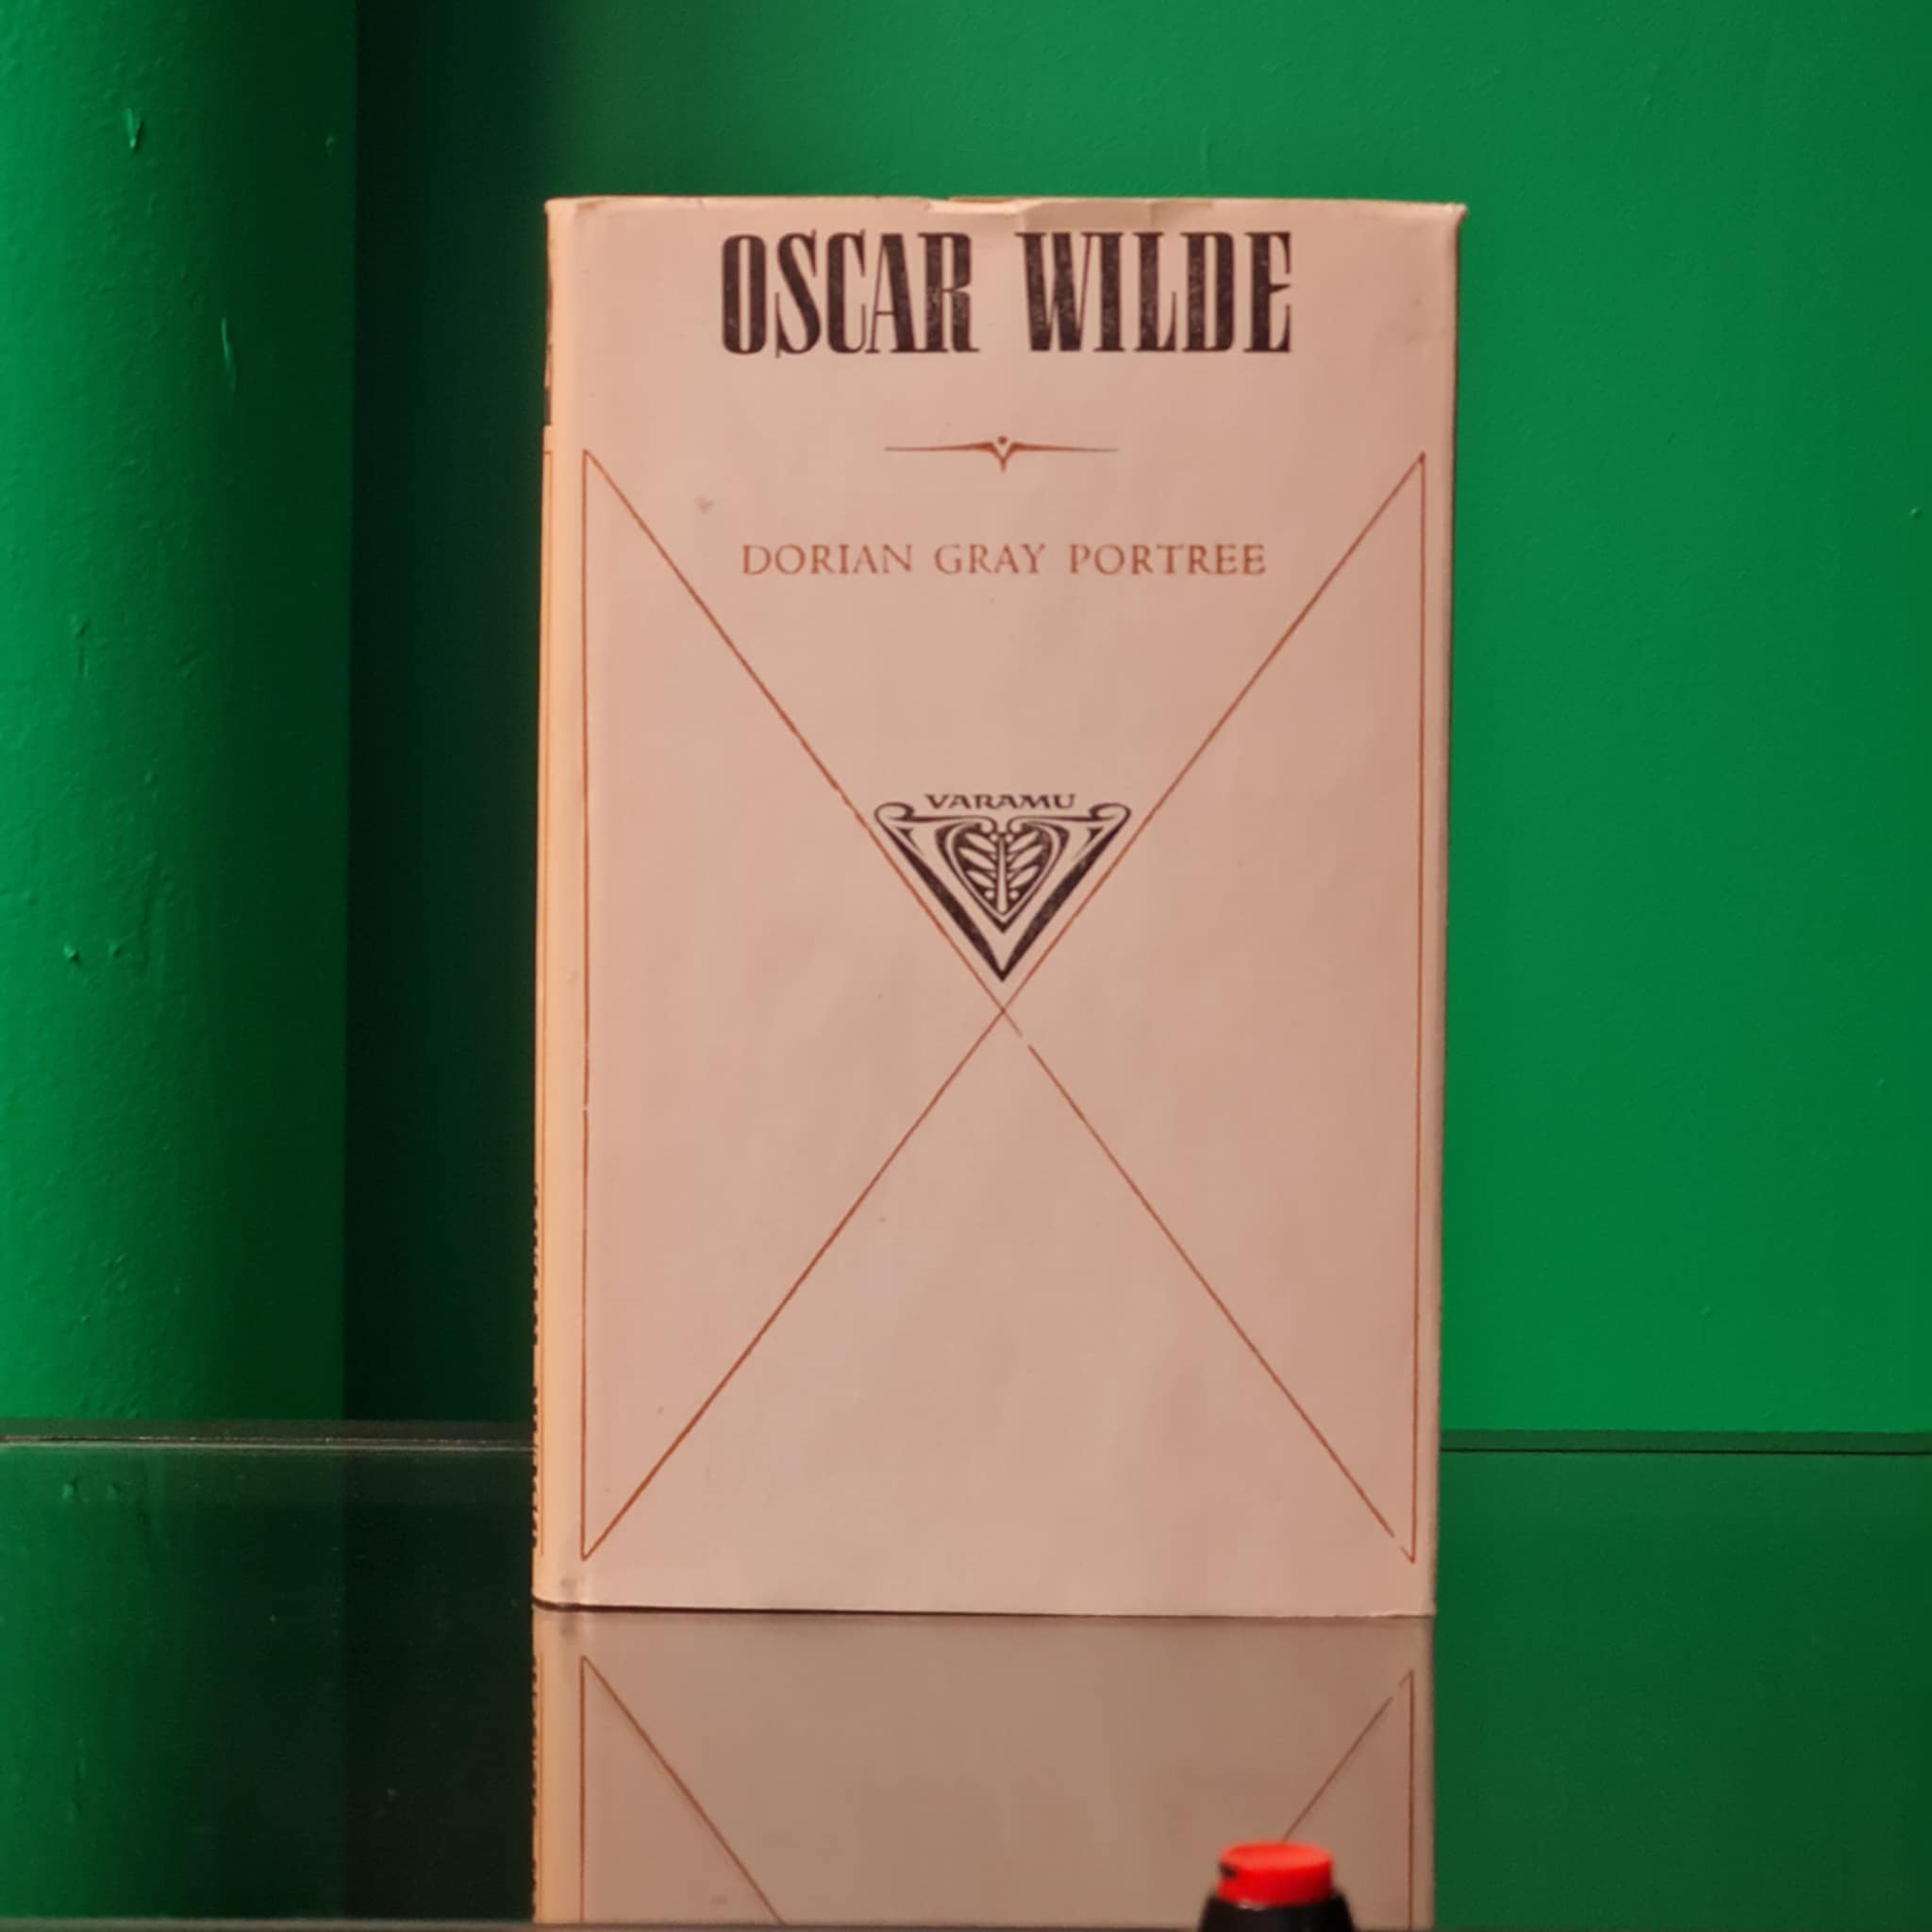 OSCAR WILDE
DORIAN GRAY PORTREE
VARAMU